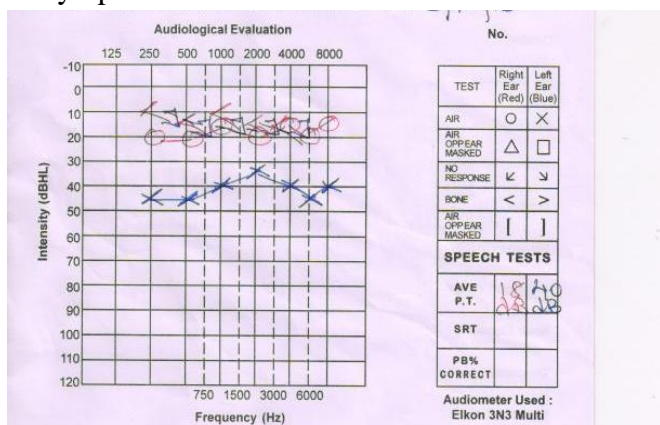 Audiological Evaluation
No.
125 250 500 1000 2000 4000 8000
-10
0
10
20
30
40
50
60
70
80
90
100
110
120
Intensity (dBHL)
750 1500 3000 6000
Frequency (Hz)
TEST Right Ear (Red) Left Ear (Blue)
AIR O X
AIR OPP EAR MASKED △ □
NO RESPONSE ↙ ↘
BONE < >
AIR OPP EAR MASKED [ ]
SPEECH TESTS
AVE P.T. 18 dB 40 dB
SRT
PB% CORRECT
Audiometer Used :
Elkon 3N3 Multi